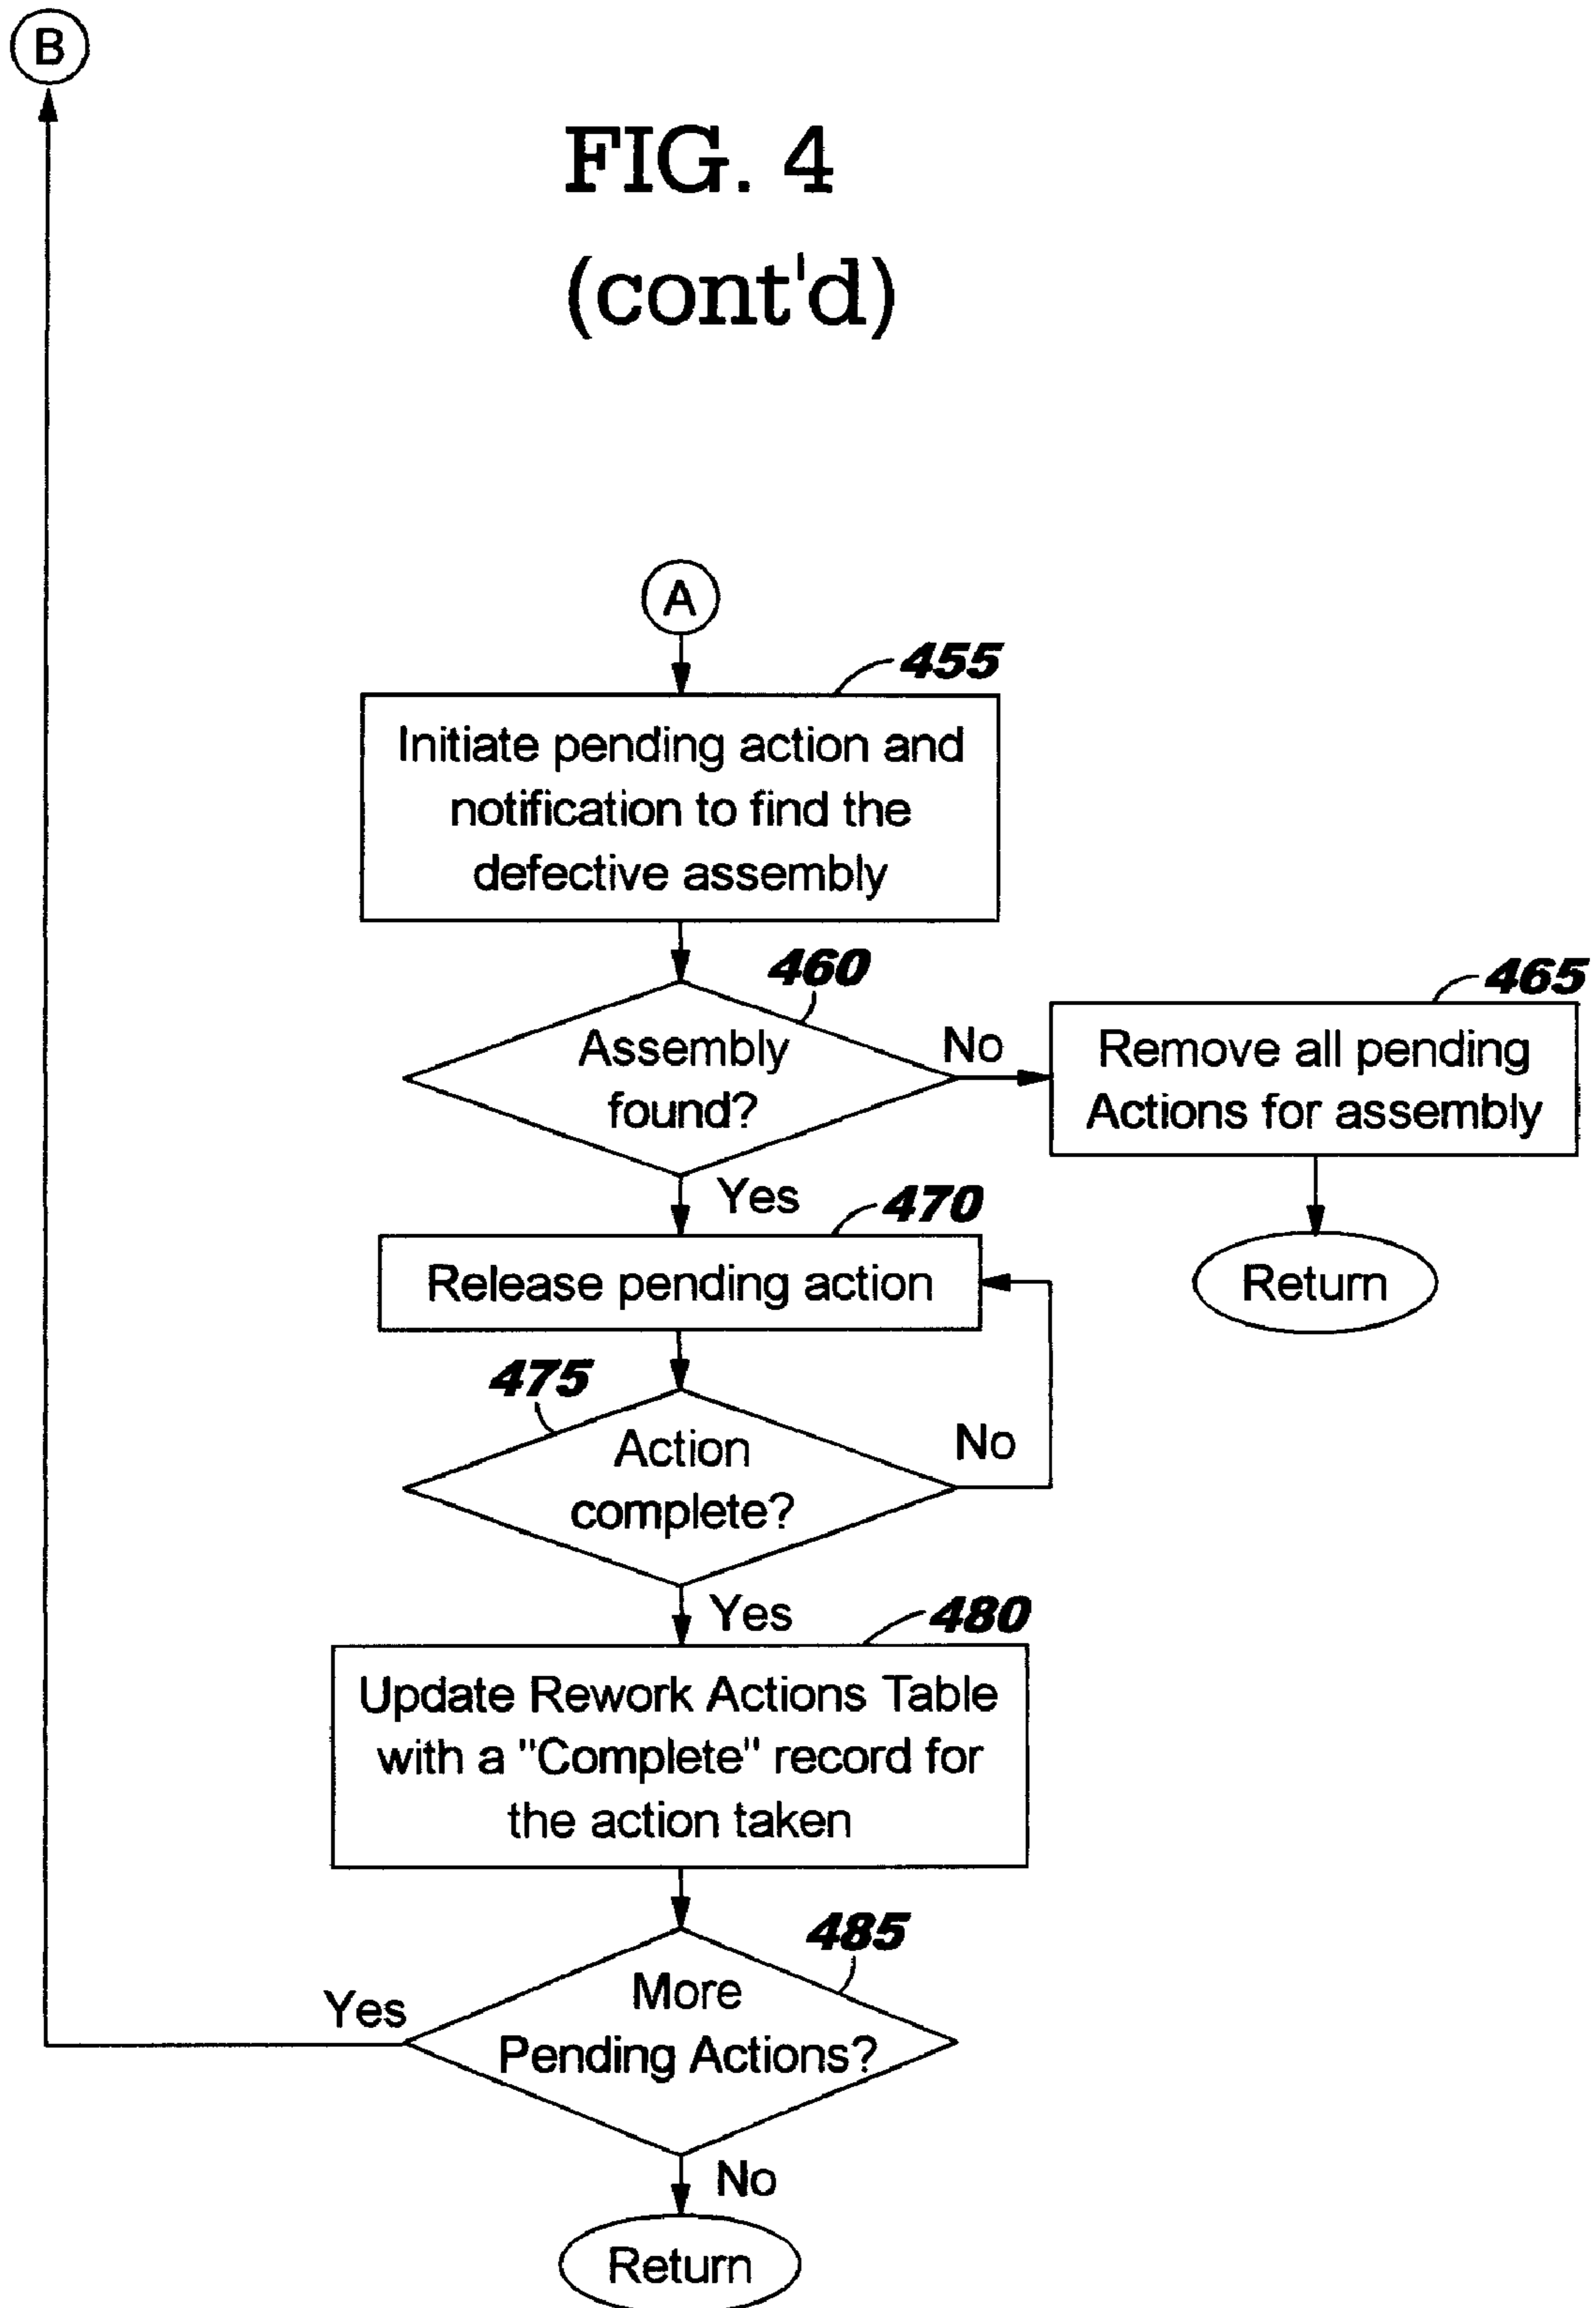 B
FIG. 4
(cont'd)
A
455
Initiate pending action and
notification to find the
defective assembly
460
Assembly
found?
No
465
Remove all pending
Actions for assembly
Yes
470
Release pending action
Return
475
Action
complete?
No
Yes
480
Update Rework Actions Table
with a "Complete" record for
the action taken
485
More
Pending Actions?
Yes
No
Return